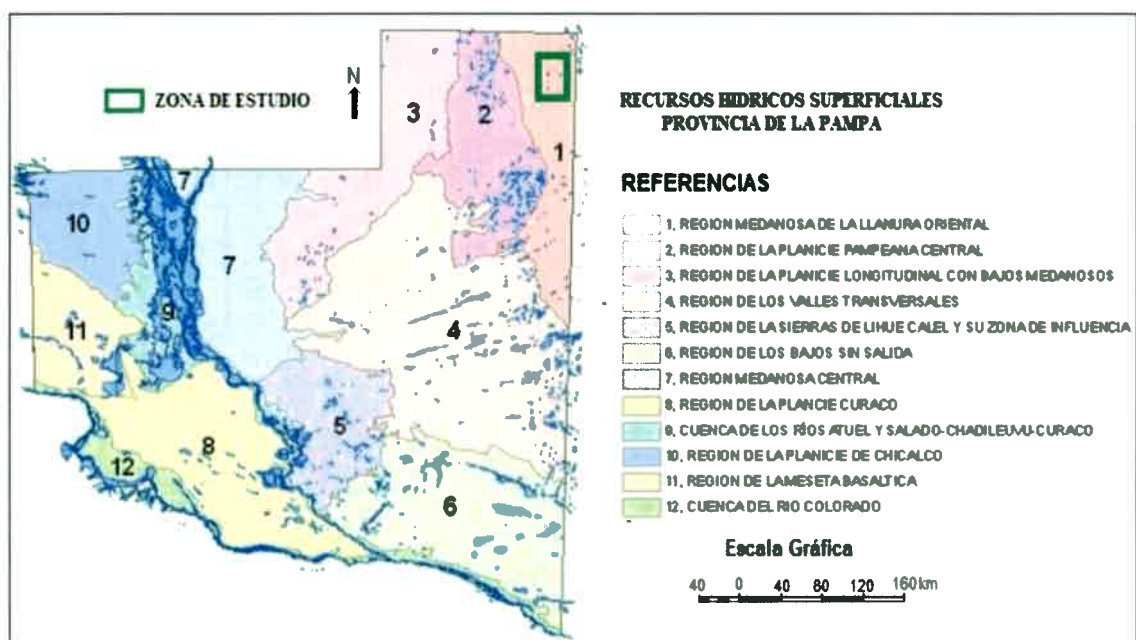 ZONA DE ESTUDIO
N
RECURSOS HIDRICOS SUPERFICIALES
PROVINCIA DE LA PAMPA
REFERENCIAS
1, REGION MEDANOSA DE LA LLANURA ORIENTAL
2, REGION DE LA PLANICIE PAMPEANA CENTRAL
3, REGION DE LA PLANICIE LONGITUDINAL CON BAJOS MEDANOSOS
4, REGION DE LOS VALLES TRANSVERSALES
5, REGION DE LA SIERRAS DE LIHUE CALEL Y SU ZONA DE INFLUENCIA
6, REGION DE LOS BAJOS SIN SALIDA
7, REGION MEDANOSA CENTRAL
8, REGION DE LA PLANCIE CURACO
9, CUENCA DE LOS RÍOS ATUEL Y SALADO-CHADILEUVU-CURACO
10, REGION DE LA PLANICIE DE CHICALCO
11, REGION DE LA MESETA BASALTICA
12, CUENCA DEL RIO COLORADO
Escala Gráfica
40 0 40 80 120 160 km
3
2
1
7
10
7
9
11
4
5
8
12
6